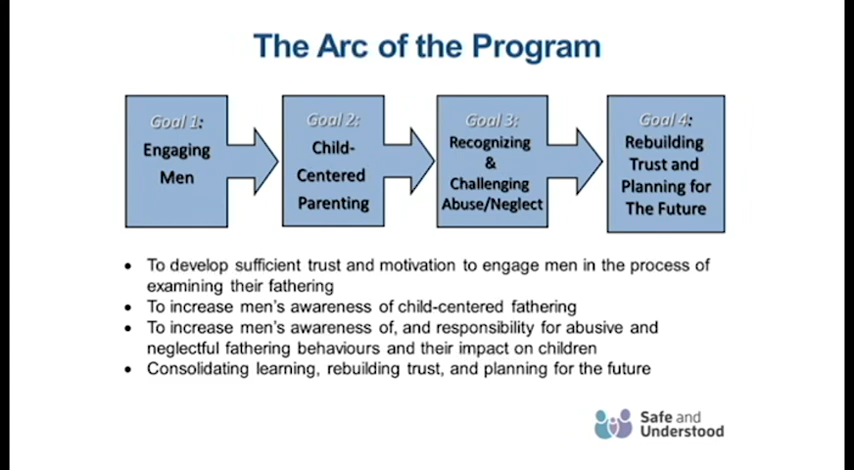 The Arc of the Program
Goal 1:
Engaging
Men
Goal 2:
Child-
Centered
Parenting
Goal 3:
Recognizing
&
Challenging
Abuse/Neglect
Goal 4:
Rebuilding
Trust and
Planning for
The Future
• To develop sufficient trust and motivation to engage men in the process of
examining their fathering
• To increase men's awareness of child-centered fathering
• To increase men's awareness of, and responsibility for abusive and
neglectful fathering behaviours and their impact on children
• Consolidating learning, rebuilding trust, and planning for the future
Safe and
Understood